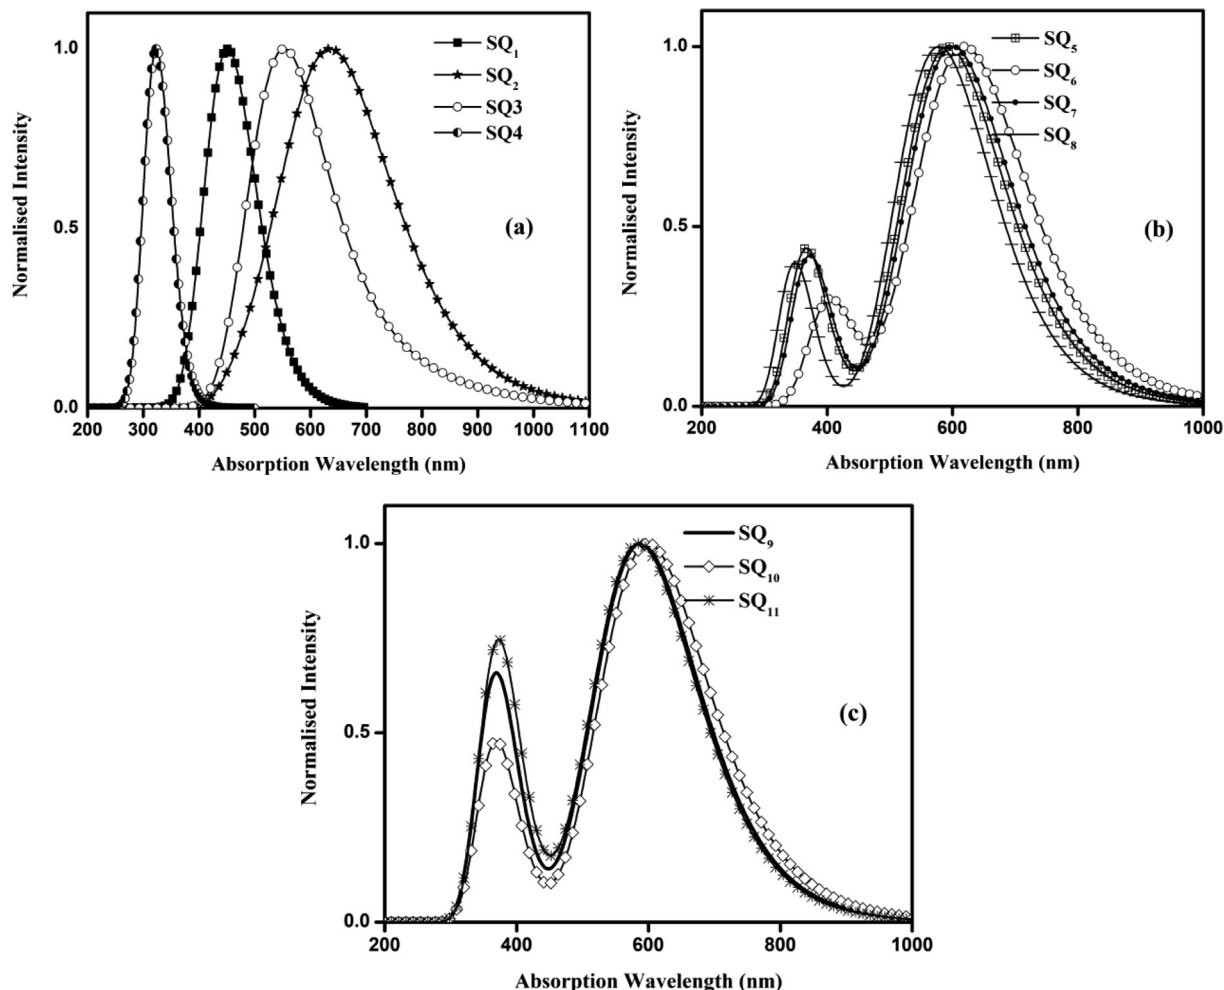 1.0
0.5
0.0
Normalised Intensity
SQ₁
SQ₂
SQ3
SQ4
(a)
200 300 400 500 600 700 800 900 1000 1100
Absorption Wavelength (nm)
1.0
0.5
0.0
Normalised Intensity
SQ₅
SQ₆
SQ₇
SQ₈
(b)
200 400 600 800 1000
Absorption Wavelength (nm)
1.0
0.5
0.0
Normalised Intensity
SQ₉
SQ₁₀
SQ₁₁
(c)
200 400 600 800 1000
Absorption Wavelength (nm)